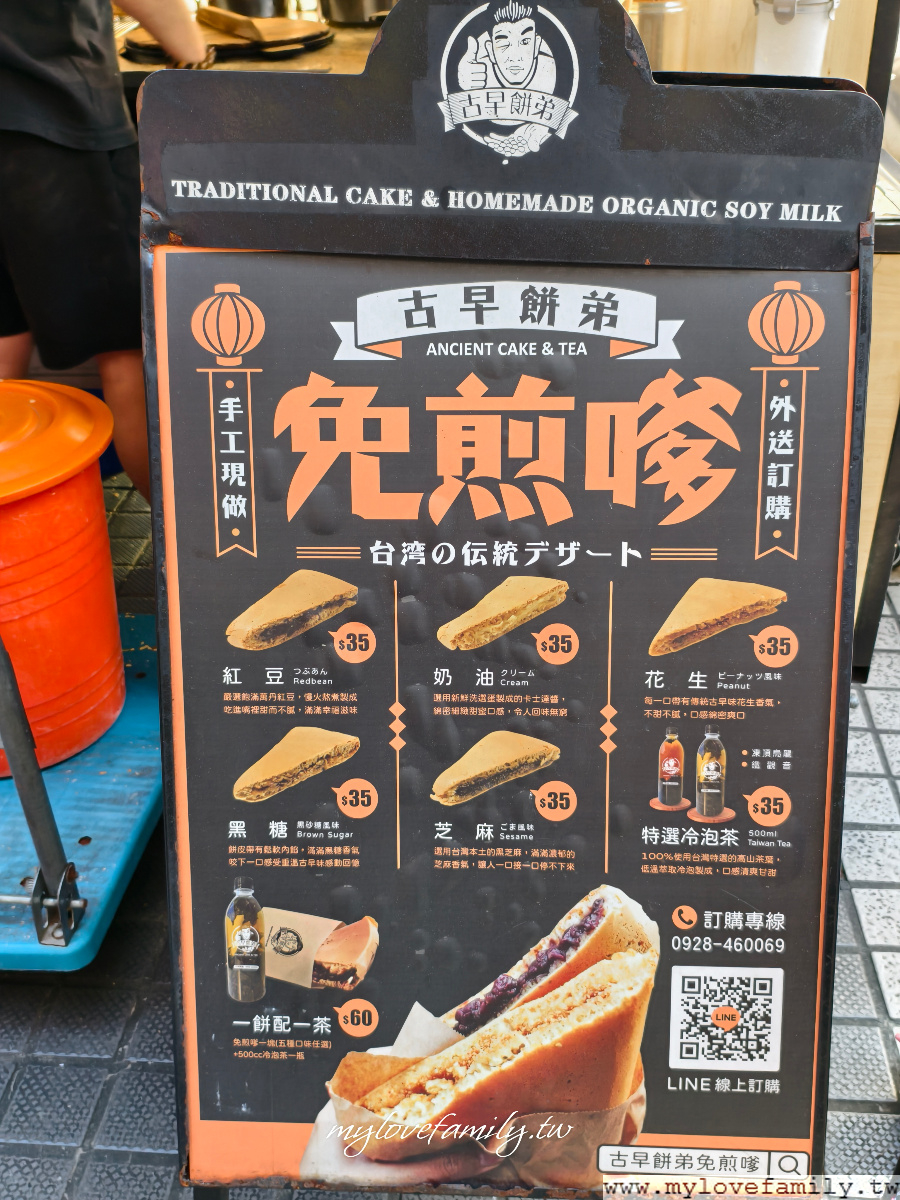 古早餅弟
TRADITIONAL CAKE & HOMEMADE ORGANIC SOY MILK
古早餅弟
ANCIENT CAKE & TEA
手工現做
免煎嗲
外送訂購
台湾の伝統デザート
$35
紅豆 つぶあん
Redbean
嚴選飽滿萬丹紅豆，慢火熬煮製成
吃進嘴裡甜而不膩，滿滿幸福滋味
$35
奶油 クリーム
Cream
選用新鮮洗選蛋製成的卡士達醬，
綿密細緻甜蜜口感，令人回味無窮
$35
花生 ピーナッツ風味
Peanut
每一口帶有傳統古早味花生香氣，
不甜不膩，口感綿密爽口
$35
黑糖 黒砂糖風味
Brown Sugar
餅皮帶有鬆軟內餡，滿滿黑糖香氣
咬下一口感受重溫古早味感動回憶
$35
芝麻 ごま風味
Sesame
選用台灣本土的黑芝麻，滿滿濃郁的
芝麻香氣，讓人一口接一口停不下來
凍頂烏龍
鐵觀音
$35
特選冷泡茶 500ml
Taiwan Tea
100%使用台灣特選的高山茶葉，
低溫萃取冷泡製成，口感清爽甘甜
$60
一餅配一茶
免煎嗲一塊(五種口味任選)
+500cc冷泡茶一瓶
訂購專線
0928-460069
LINE
LINE線上訂購
古早餅弟免煎嗲
mylovefamily.tw
www.mylovefamily.tw